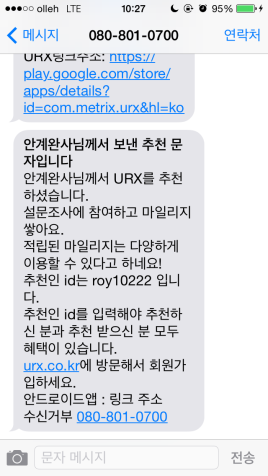 olleh LTE 10:27 95%
메시지 080-801-0700 연락처
URX링크주소: https://
play.google.com/store/
apps/details?
id=com.metrix.urx&hl=ko
안계완사님께서 보낸 추천 문
자입니다
안계완사님께서 URX를 추천
하셨습니다.
설문조사에 참여하고 마일리지
쌓아요.
적립된 마일리지는 다양하게
이용할 수 있다고 하네요!
추천인 id는 roy10222 입니
다.
추천인 id를 입력해야 추천하
신 분과 추천 받으신 분 모두
혜택이 있습니다.
urx.co.kr에 방문해서 회원가
입하세요.
안드로이드앱 : 링크 주소
수신거부 080-801-0700
문자 메시지 전송